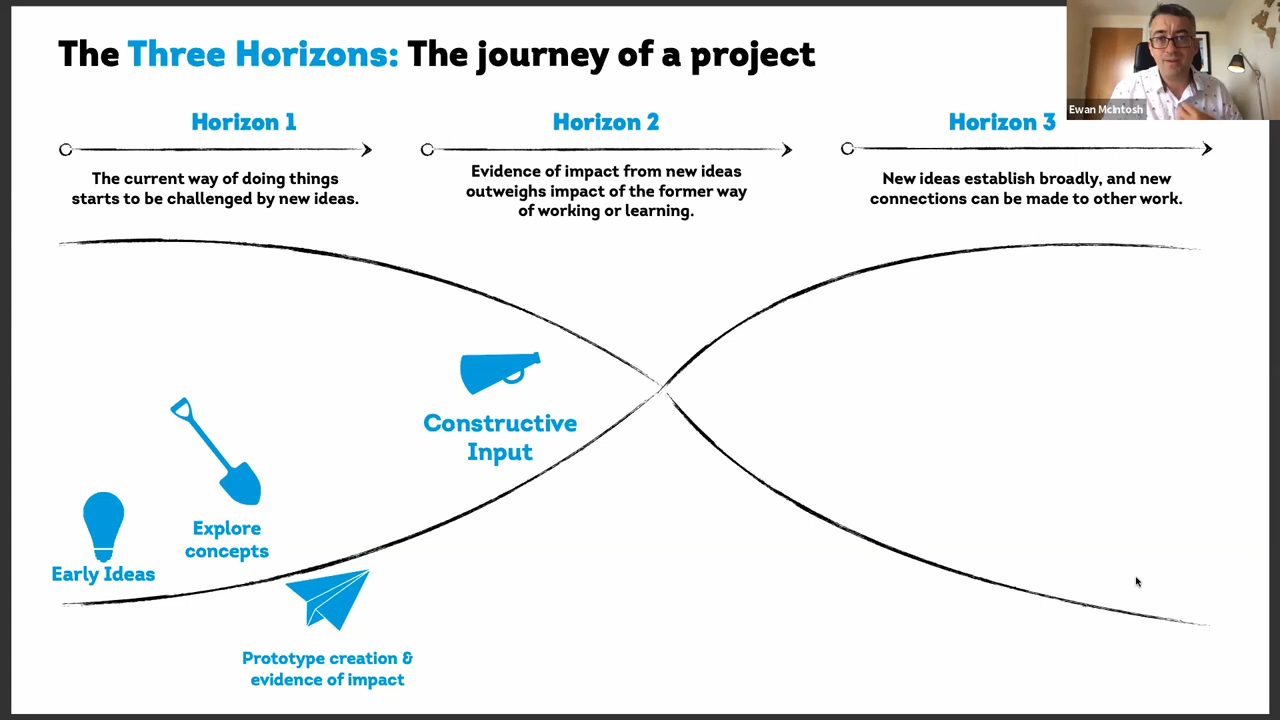 The Three Horizons: The journey of a project
Ewan McIntosh
Horizon 1
The current way of doing things
starts to be challenged by new ideas.
Horizon 2
Evidence of impact from new ideas
outweighs impact of the former way
of working or learning.
Horizon 3
New ideas establish broadly, and new
connections can be made to other work.
Constructive
Input
Explore
concepts
Early Ideas
Prototype creation &
evidence of impact